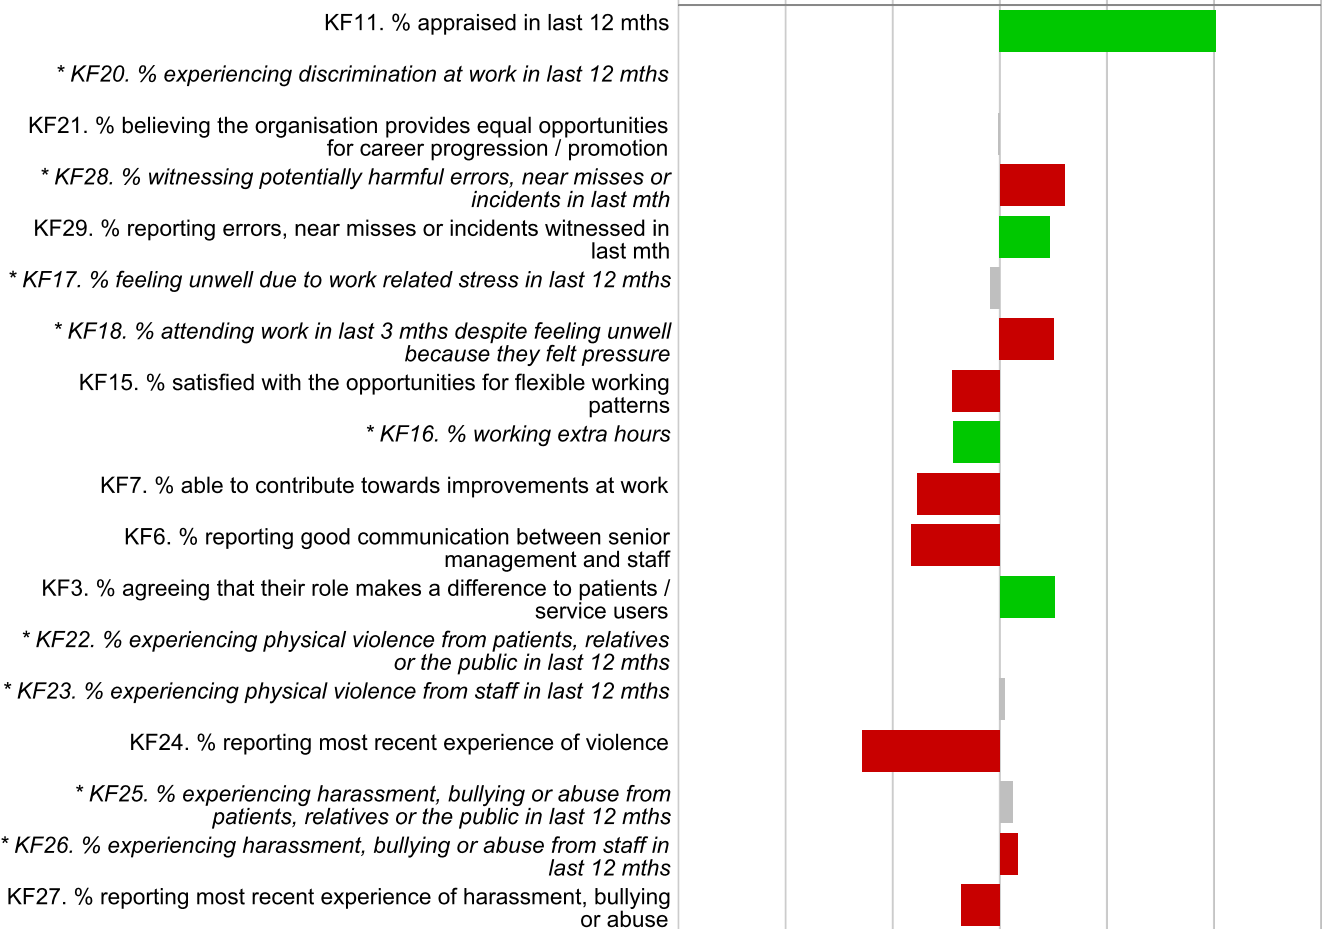 KF11. % appraised in last 12 mths
* KF20. % experiencing discrimination at work in last 12 mths
KF21. % believing the organisation provides equal opportunities
for career progression / promotion
* KF28. % witnessing potentially harmful errors, near misses or
incidents in last mth
KF29. % reporting errors, near misses or incidents witnessed in
last mth
* KF17. % feeling unwell due to work related stress in last 12 mths
* KF18. % attending work in last 3 mths despite feeling unwell
because they felt pressure
KF15. % satisfied with the opportunities for flexible working
patterns
* KF16. % working extra hours
KF7. % able to contribute towards improvements at work
KF6. % reporting good communication between senior
management and staff
KF3. % agreeing that their role makes a difference to patients /
service users
* KF22. % experiencing physical violence from patients, relatives
or the public in last 12 mths
* KF23. % experiencing physical violence from staff in last 12 mths
KF24. % reporting most recent experience of violence
* KF25. % experiencing harassment, bullying or abuse from
patients, relatives or the public in last 12 mths
* KF26. % experiencing harassment, bullying or abuse from staff in
last 12 mths
KF27. % reporting most recent experience of harassment, bullying
or abuse